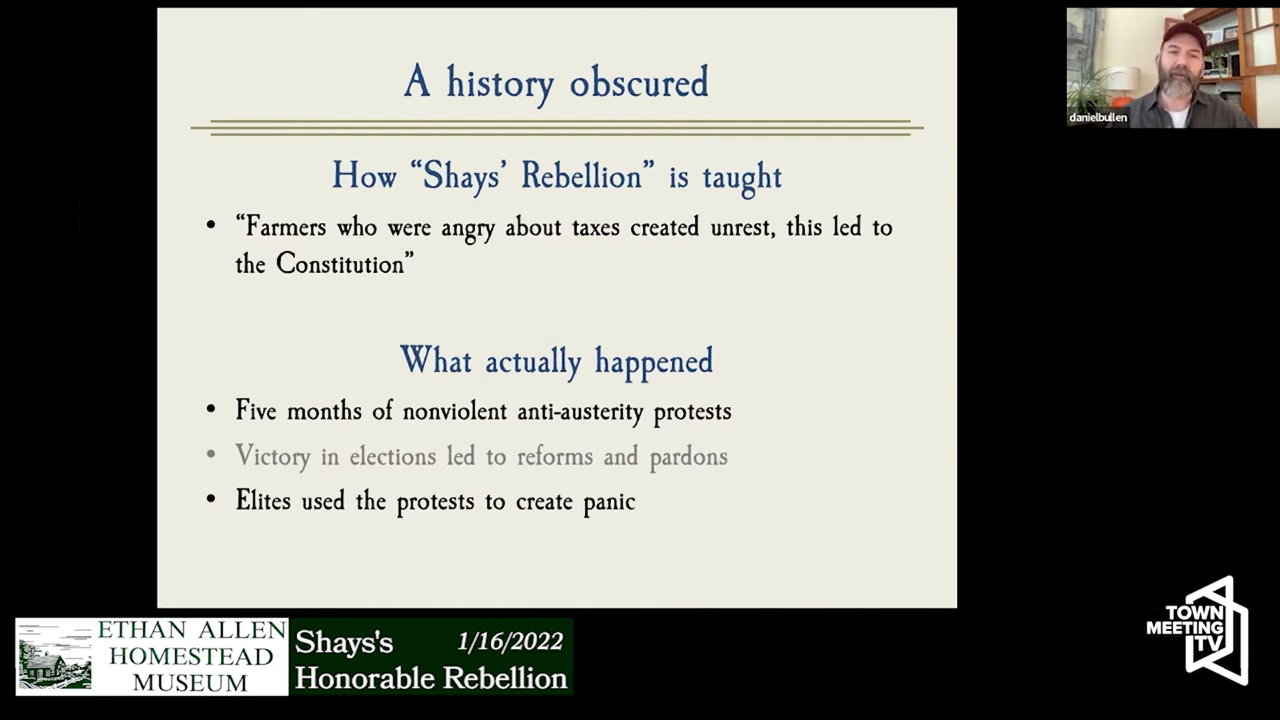 A history obscured
How “Shays’ Rebellion” is taught
• “Farmers who were angry about taxes created unrest, this led to
the Constitution”
What actually happened
• Five months of nonviolent anti-austerity protests
• Victory in elections led to reforms and pardons
• Elites used the protests to create panic
danielbullen
ETHAN ALLEN
HOMESTEAD
MUSEUM
Shays's 1/16/2022
Honorable Rebellion
TOWN
MEETING
TV